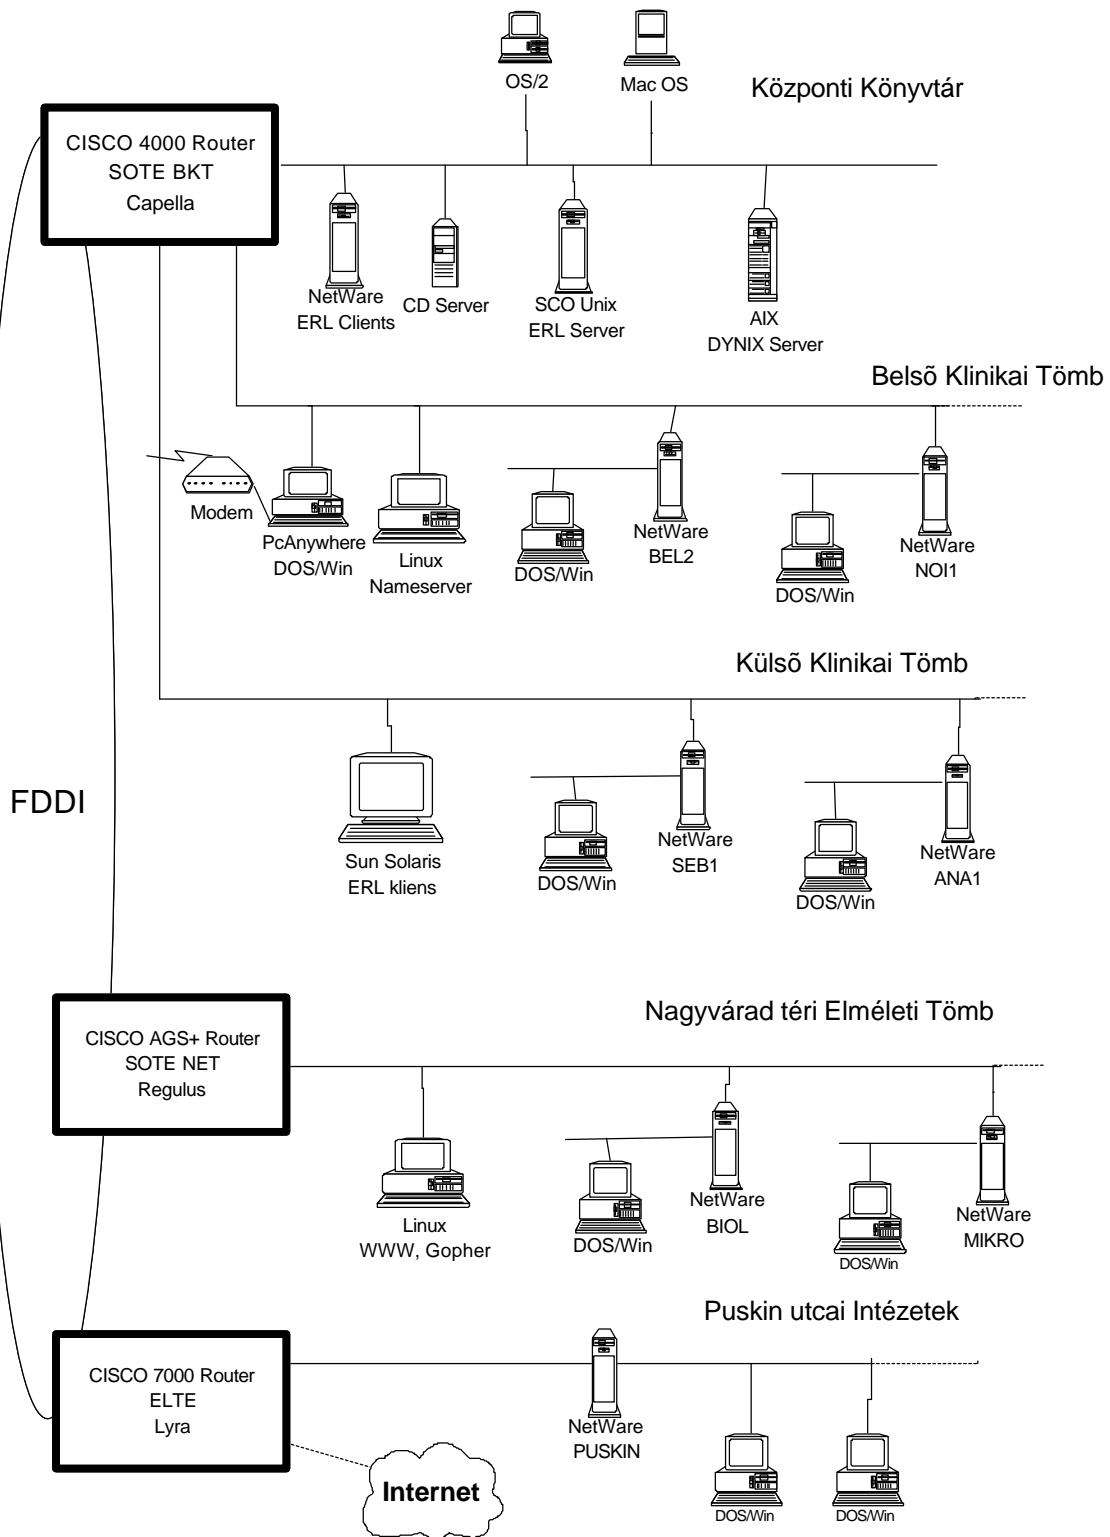 OS/2
Mac OS
Központi Könyvtár
CISCO 4000 Router
SOTE BKT
Capella
NetWare
ERL Clients
CD Server
SCO Unix
ERL Server
AIX
DYNIX Server
Belsõ Klinikai Tömb
Modem
PcAnywhere
DOS/Win
Linux
Nameserver
DOS/Win
NetWare
BEL2
DOS/Win
NetWare
NOI1
Külsõ Klinikai Tömb
FDDI
Sun Solaris
ERL kliens
DOS/Win
NetWare
SEB1
DOS/Win
NetWare
ANA1
Nagyvárad téri Elméleti Tömb
CISCO AGS+ Router
SOTE NET
Regulus
Linux
WWW, Gopher
DOS/Win
NetWare
BIOL
DOS/Win
NetWare
MIKRO
Puskin utcai Intézetek
CISCO 7000 Router
ELTE
Lyra
NetWare
PUSKIN
Internet
DOS/Win
DOS/Win